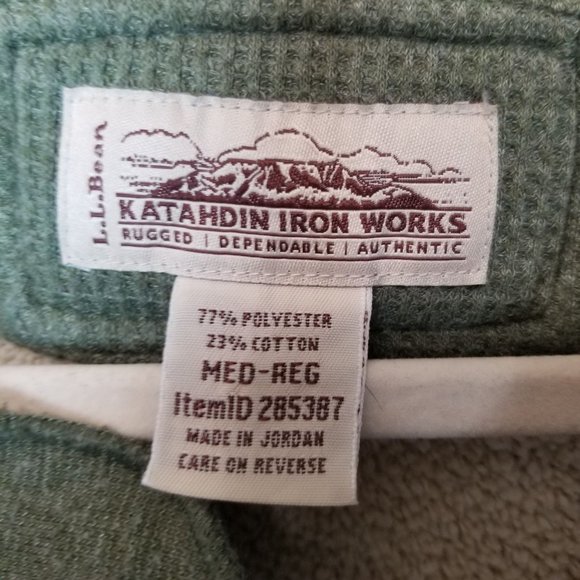 L.L.Bean
KATAHDIN IRON WORKS
RUGGED | DEPENDABLE | AUTHENTIC
77% POLYESTER
23% COTTON
MED-REG
ItemID 285387
MADE IN JORDAN
CARE ON REVERSE